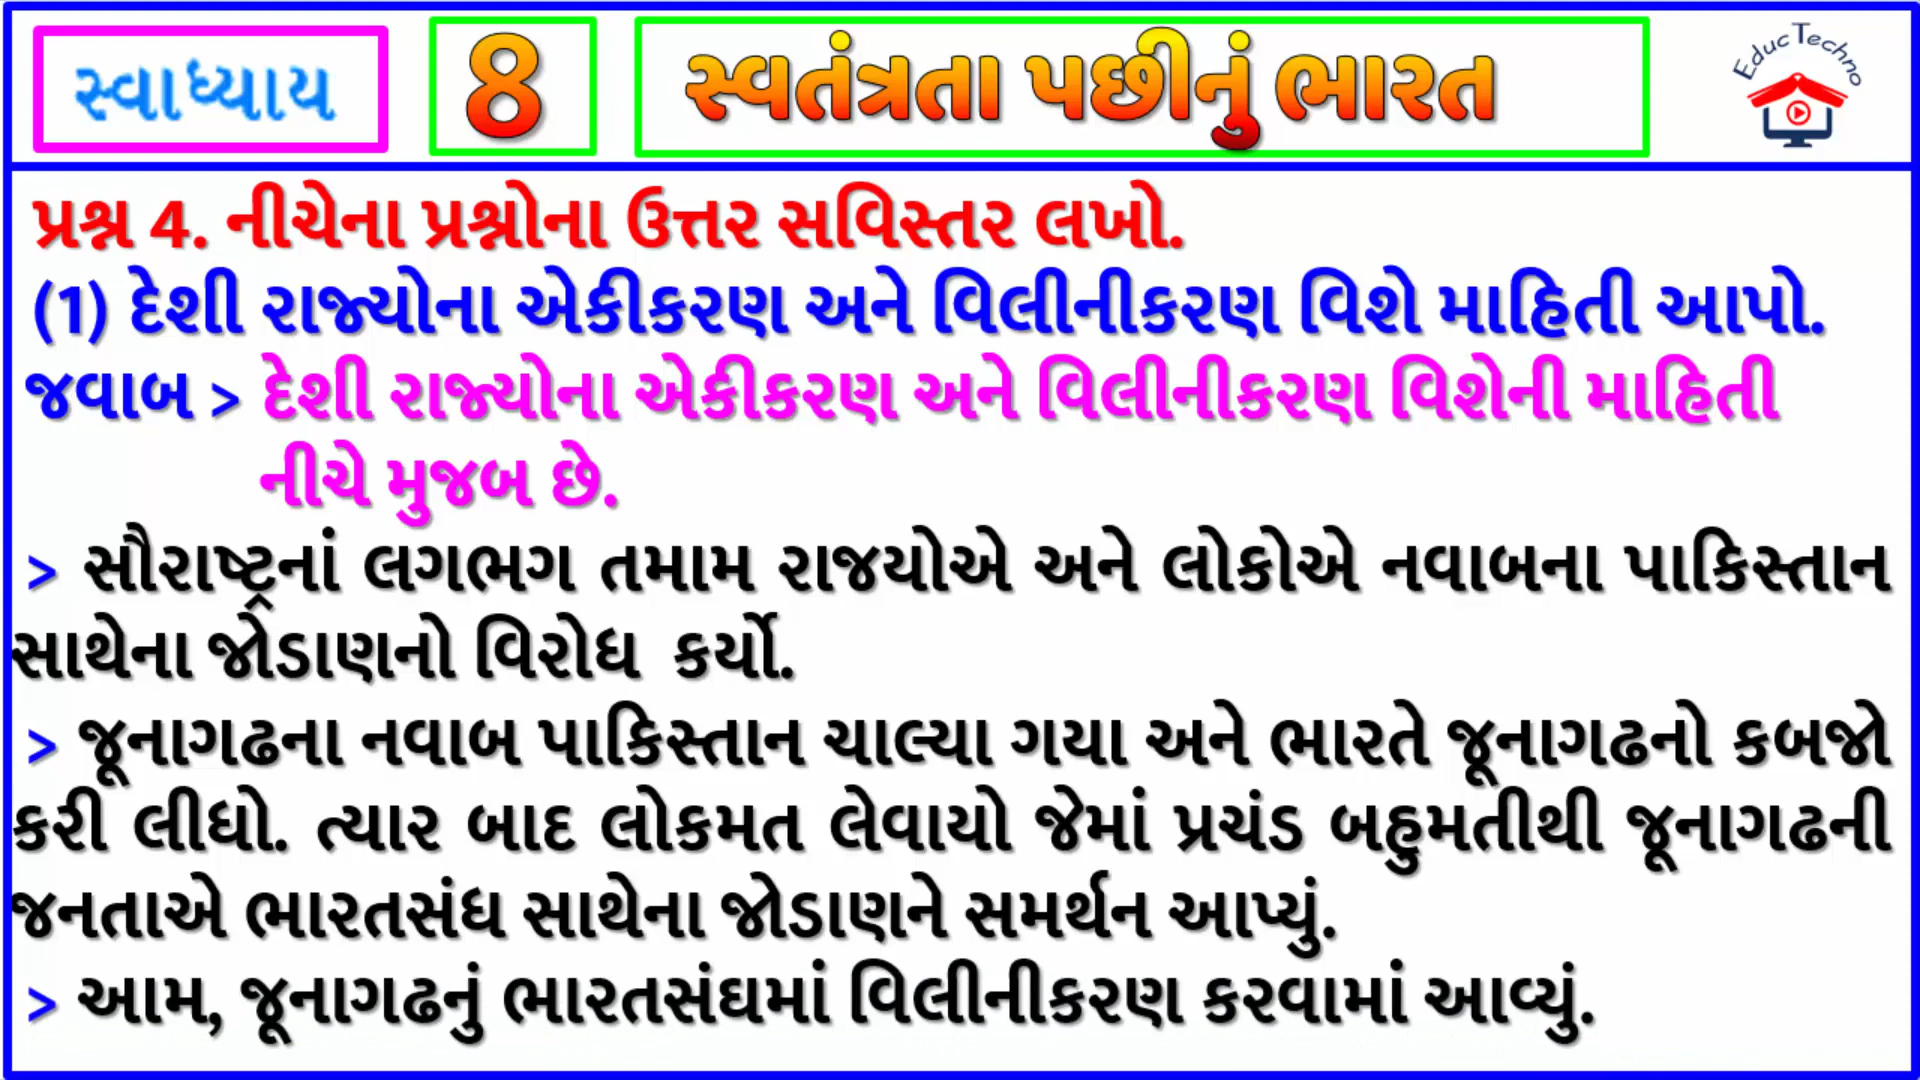 સ્વાધ્યાય
8
સ્વતંત્રતા પછીનું ભારત
Educ Techno
પ્રશ્ન 4. નીચેના પ્રશ્નોના ઉત્તર સવિસ્તર લખો.
(1) દેશી રાજ્યોના એકીકરણ અને વિલીનીકરણ વિશે માહિતી આપો.
જવાબ > દેશી રાજ્યોના એકીકરણ અને વિલીનીકરણ વિશેની માહિતી
નીચે મુજબ છે.
> સૌરાષ્ટ્રનાં લગભગ તમામ રાજયોએ અને લોકોએ નવાબના પાકિસ્તાન
સાથેના જોડાણનો વિરોધ કર્યો.
> જૂનાગઢના નવાબ પાકિસ્તાન ચાલ્યા ગયા અને ભારતે જૂનાગઢનો કબજો
કરી લીધો. ત્યાર બાદ લોકમત લેવાયો જેમાં પ્રચંડ બહુમતીથી જૂનાગઢની
જનતાએ ભારતસંધ સાથેના જોડાણને સમર્થન આપ્યું.
> આમ, જૂનાગઢનું ભારતસંઘમાં વિલીનીકરણ કરવામાં આવ્યું.